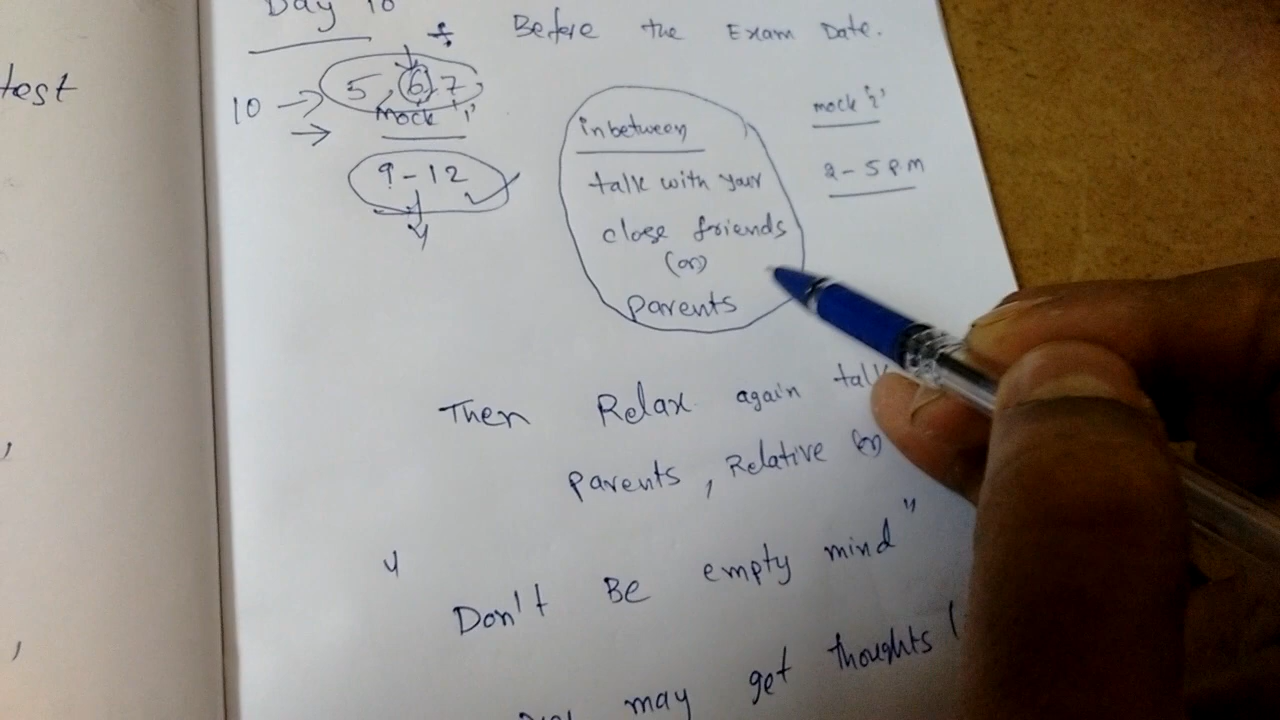 Day 10 ÷ Before the Exam Date.
test
10 → 5, 6, 7,
→ mock '1'
9 - 12
inbetween
talk with your
close friends
(or)
parents
mock '2'
2 - 5 P.M
Then Relax again talk
parents, Relative (or)
" Don't Be empty mind "
may get thoughts (